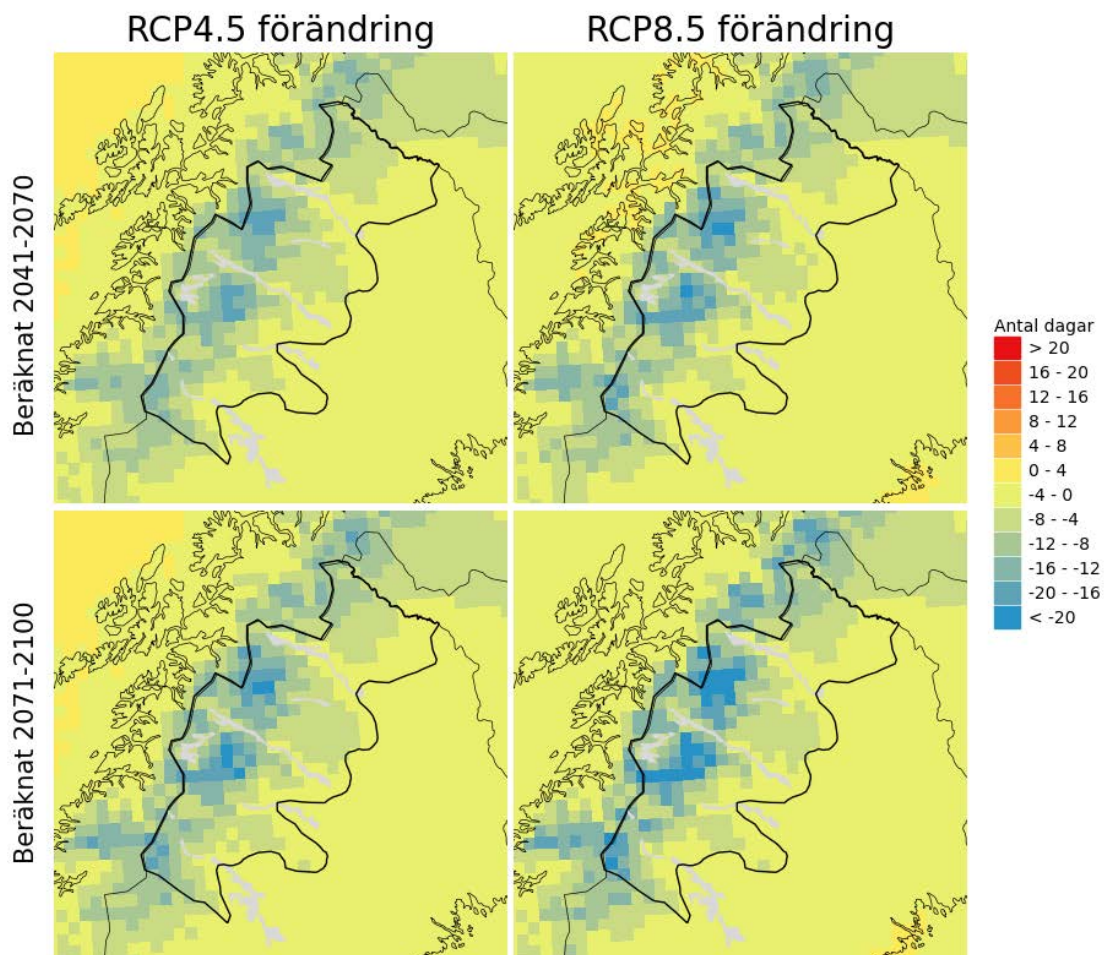 RCP4.5 förändring
RCP8.5 förändring
Beräknat 2041-2070
Beräknat 2071-2100
Antal dagar
> 20
16 - 20
12 - 16
8 - 12
4 - 8
0 - 4
-4 - 0
-8 - -4
-12 - -8
-16 - -12
-20 - -16
< -20